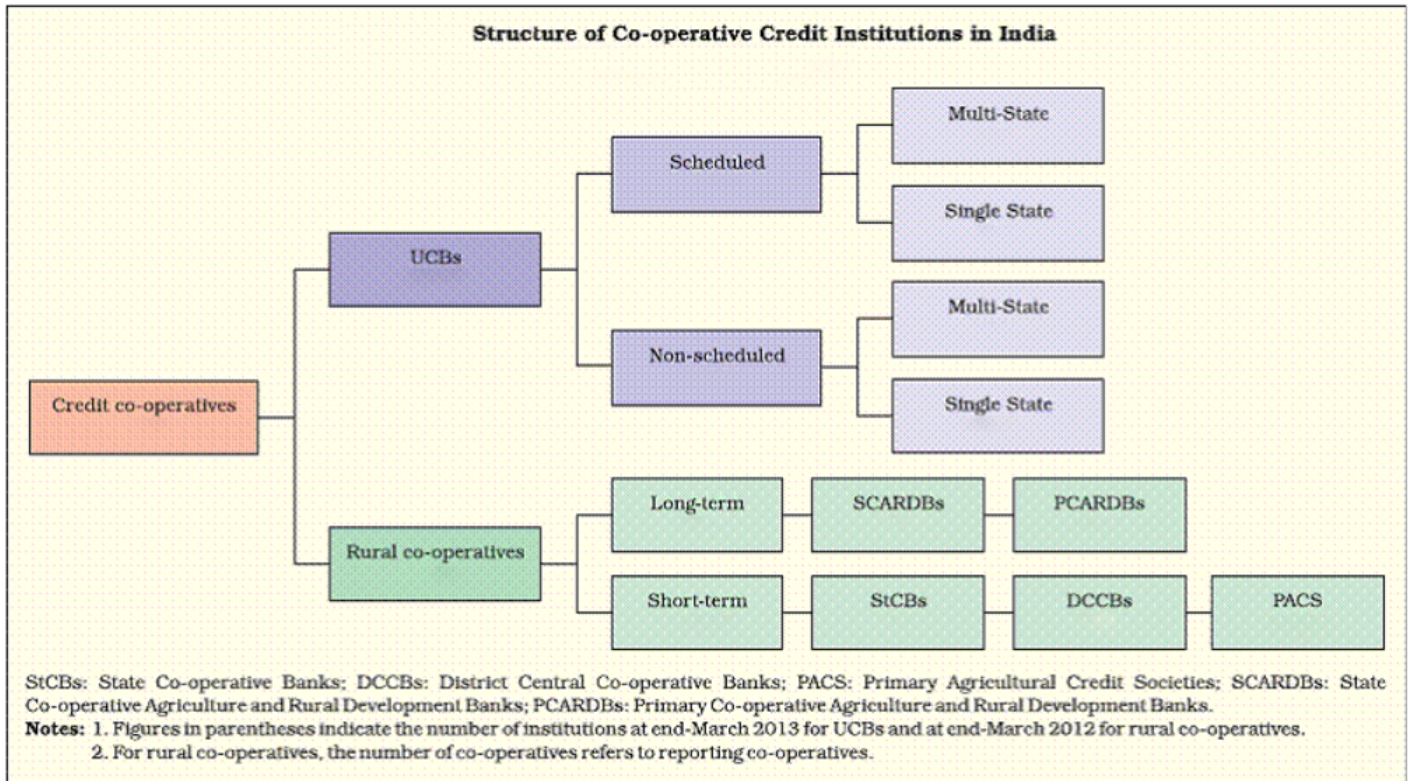 Structure of Co-operative Credit Institutions in India
Multi-State
Scheduled
Single State
UCBs
Multi-State
Non-scheduled
Single State
Credit co-operatives
Long-term
SCARDBs
PCARDBs
Rural co-operatives
Short-term
StCBs
DCCBs
PACS
StCBs: State Co-operative Banks; DCCBs: District Central Co-operative Banks; PACS: Primary Agricultural Credit Societies; SCARDBs: State
Co-operative Agriculture and Rural Development Banks; PCARDBs: Primary Co-operative Agriculture and Rural Development Banks.
Notes: 1. Figures in parentheses indicate the number of institutions at end-March 2013 for UCBs and at end-March 2012 for rural co-operatives.
2. For rural co-operatives, the number of co-operatives refers to reporting co-operatives.